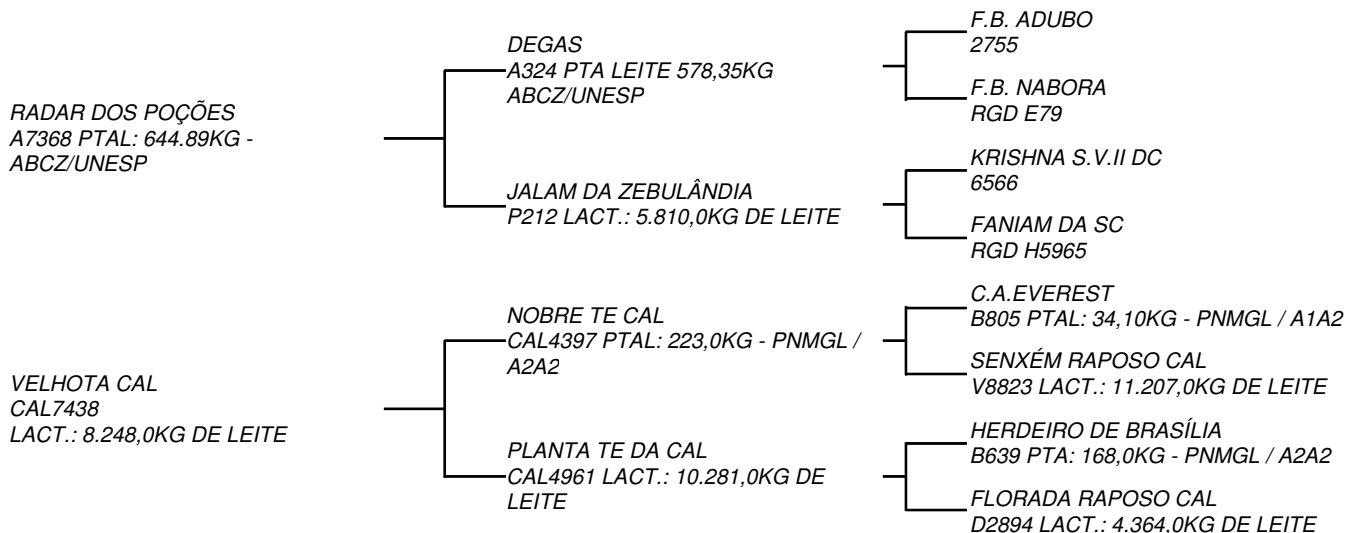 RADAR DOS POÇÕES
A7368 PTAL: 644.89KG -
ABCZ/UNESP
DEGAS
A324 PTA LEITE 578,35KG
ABCZ/UNESP
F.B. ADUBO
2755
F.B. NABORA
RGD E79
JALAM DA ZEBULÂNDIA
P212 LACT.: 5.810,0KG DE LEITE
KRISHNA S.V.II DC
6566
FANIAM DA SC
RGD H5965
VELHOTA CAL
CAL7438
LACT.: 8.248,0KG DE LEITE
NOBRE TE CAL
CAL4397 PTAL: 223,0KG - PNMGL /
A2A2
C.A.EVEREST
B805 PTAL: 34,10KG - PNMGL / A1A2
SENXÉM RAPOSO CAL
V8823 LACT.: 11.207,0KG DE LEITE
PLANTA TE DA CAL
CAL4961 LACT.: 10.281,0KG DE
LEITE
HERDEIRO DE BRASÍLIA
B639 PTA: 168,0KG - PNMGL / A2A2
FLORADA RAPOSO CAL
D2894 LACT.: 4.364,0KG DE LEITE